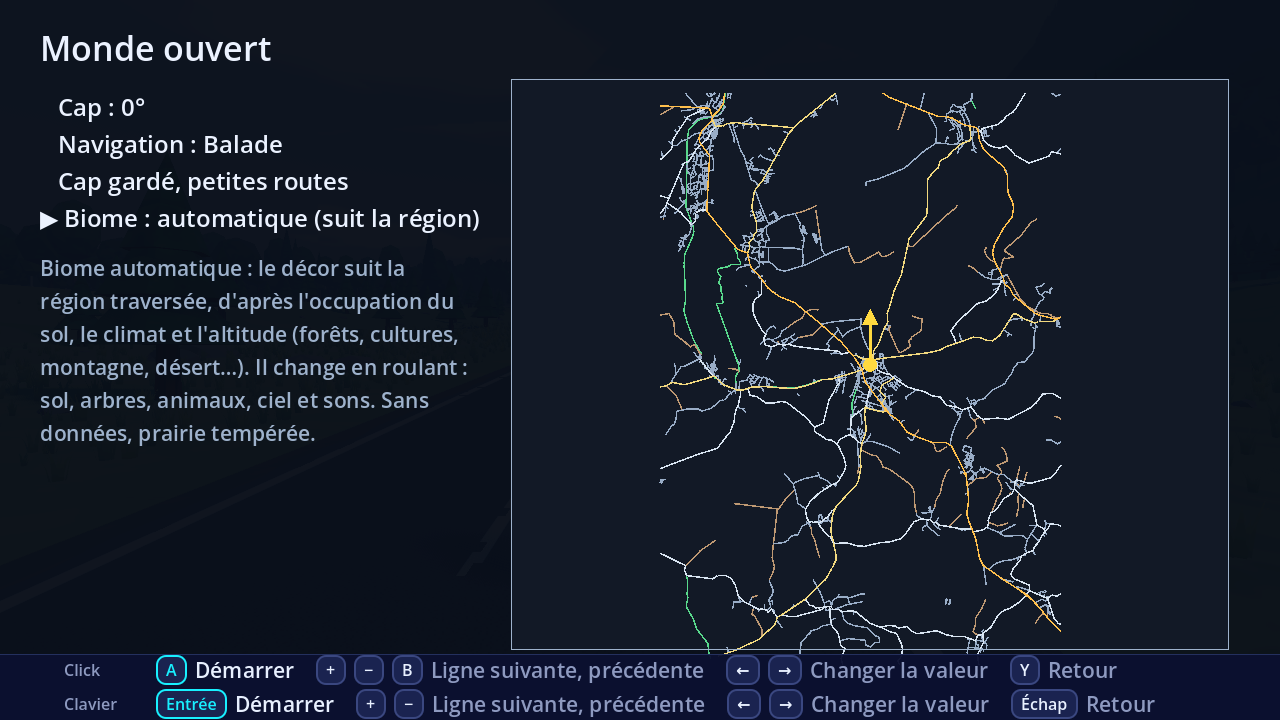 Monde ouvert
Cap : 0°
Navigation : Balade
Cap gardé, petites routes
▶ Biome : automatique (suit la région)
Biome automatique : le décor suit la
région traversée, d'après l'occupation du
sol, le climat et l'altitude (forêts, cultures,
montagne, désert…). Il change en roulant :
sol, arbres, animaux, ciel et sons. Sans
données, prairie tempérée.
Click A Démarrer + − B Ligne suivante, précédente ← → Changer la valeur Y Retour
Clavier Entrée Démarrer + − Ligne suivante, précédente ← → Changer la valeur Échap Retour